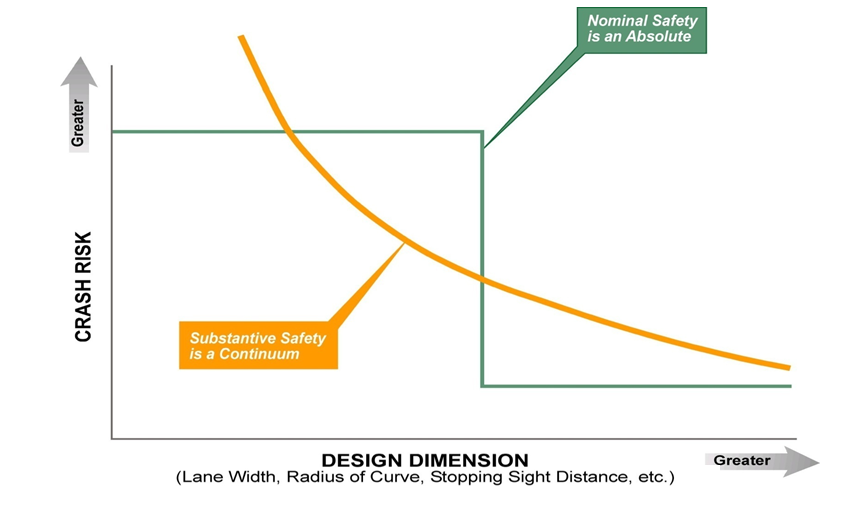 Nominal Safety
is an Absolute
Greater
CRASH RISK
Substantive Safety
is a Continuum
DESIGN DIMENSION
(Lane Width, Radius of Curve, Stopping Sight Distance, etc.)
Greater